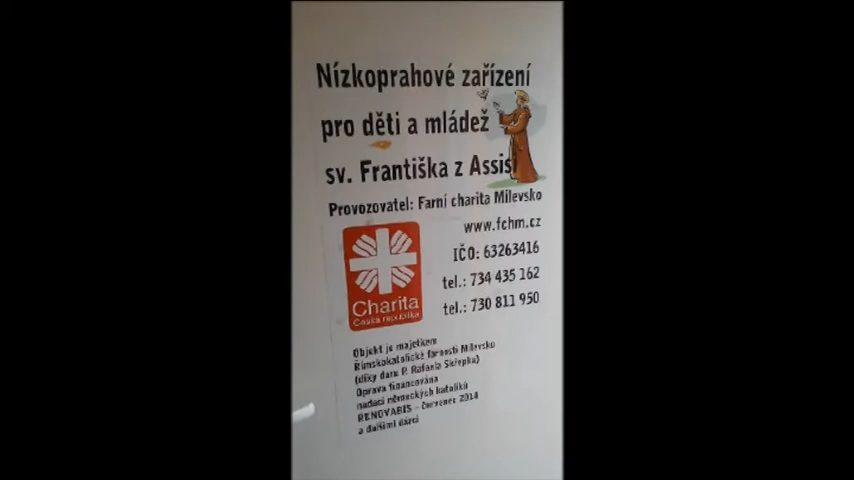 Nízkoprahové zařízení
pro děti a mládež
sv. Františka z Assisi
Provozovatel: Farní charita Milevsko
www.fchm.cz
IČO: 63263416
tel.: 734 435 162
tel.: 730 811 950
Charita
Česká republika
Objekt je majetkem
Římskokatolické farnosti Milevsko
(díky daru P. Rafaela Skřepka)
Oprava financována
nadací německých katolíků
RENOVABIS - červenec 2014
a dalšími dárci